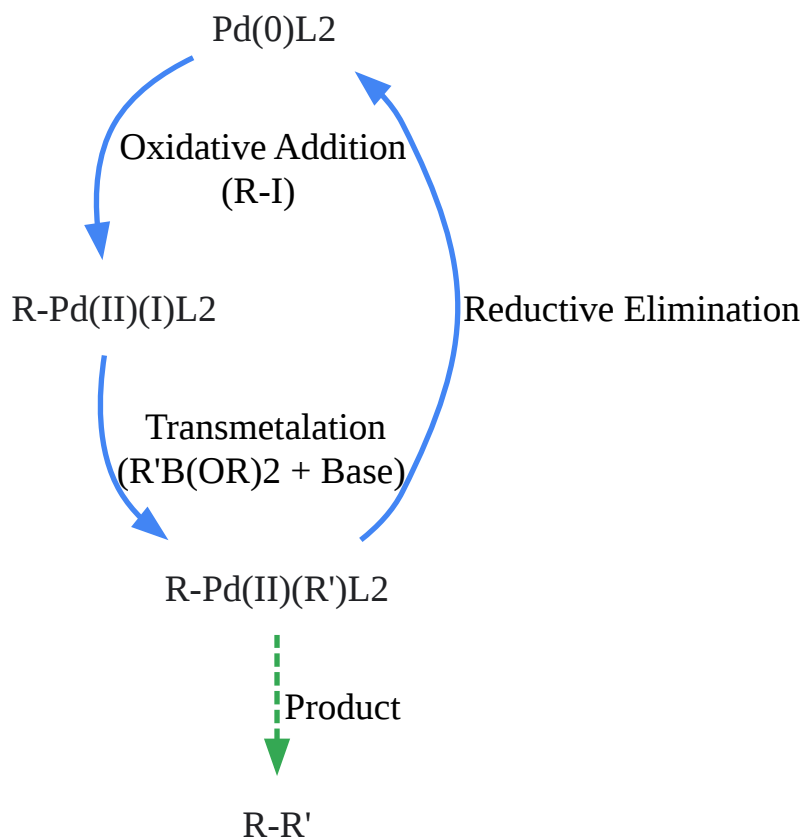 Pd(0)L2
Oxidative Addition
(R-I)
R-Pd(II)(I)L2
Reductive Elimination
Transmetalation
(R'B(OR)2 + Base)
R-Pd(II)(R')L2
Product
R-R'